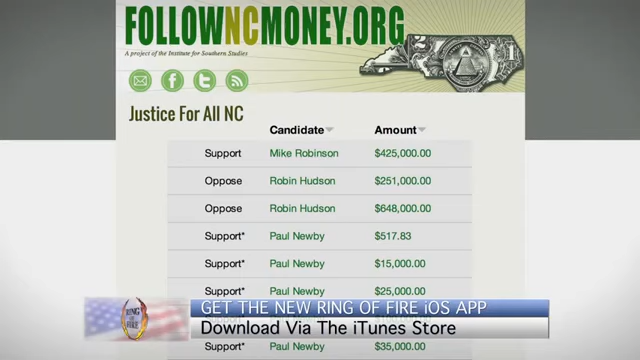 FOLLOWNCMONEY.ORG
A project of the Institute for Southern Studies
Justice For All NC
Candidate Amount
Support Mike Robinson $425,000.00
Oppose Robin Hudson $251,000.00
Oppose Robin Hudson $648,000.00
Support* Paul Newby $517.83
Support* Paul Newby $15,000.00
Support* Paul Newby $25,000.00
GET THE NEW RING OF FIRE iOS APP
Download Via The iTunes Store
RING OF FIRE
Support* Paul Newby $35,000.00